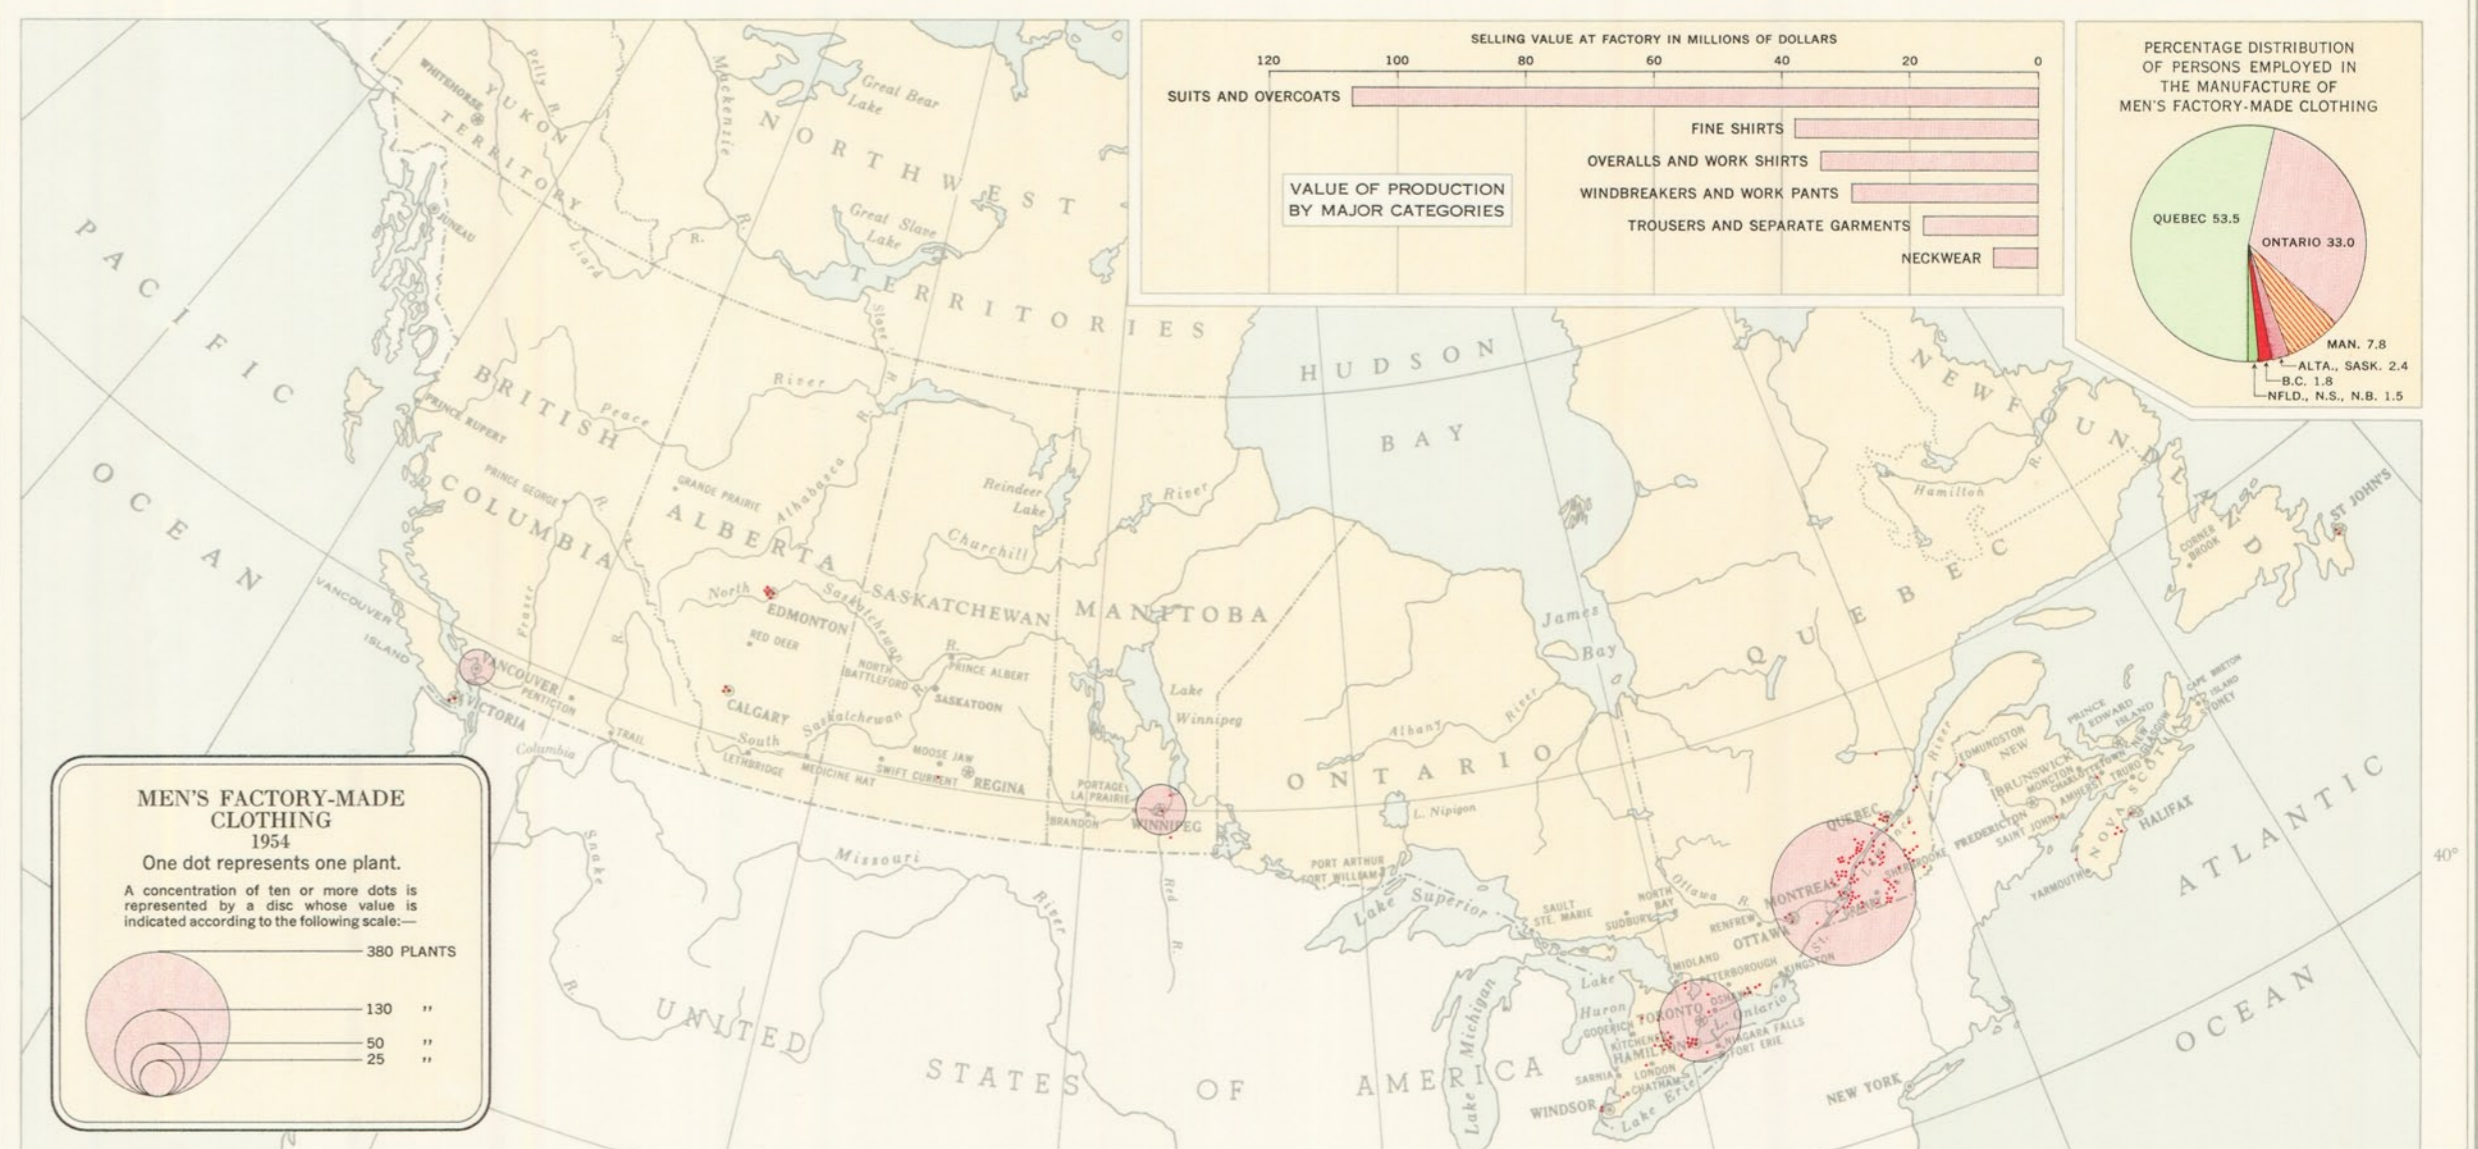 SELLING VALUE AT FACTORY IN MILLIONS OF DOLLARS
120 100 80 60 40 20 0
SUITS AND OVERCOATS
FINE SHIRTS
OVERALLS AND WORK SHIRTS
WINDBREAKERS AND WORK PANTS
TROUSERS AND SEPARATE GARMENTS
NECKWEAR
VALUE OF PRODUCTION
BY MAJOR CATEGORIES
PERCENTAGE DISTRIBUTION
OF PERSONS EMPLOYED IN
THE MANUFACTURE OF
MEN'S FACTORY-MADE CLOTHING
QUEBEC 53.5
ONTARIO 33.0
MAN. 7.8
ALTA., SASK. 2.4
B.C. 1.8
NFLD., N.S., N.B. 1.5
PACIFIC
OCEAN
WHITEHORSE
YUKON
TERRITORY
Pelly R.
Mackenzie
R.
JUNEAU
Liard
R.
Great Bear
Lake
NORTHWEST
TERRITORIES
Great Slave
Lake
Slave
R.
HUDSON
BAY
BRITISH
COLUMBIA
PRINCE RUPERT
PRINCE GEORGE
R.
Fraser
Peace
River
GRANDE PRAIRIE
Athabasca
R.
ALBERTA
Reindeer
Lake
Churchill
River
North
Saskatchewan
R.
EDMONTON
RED DEER
SASKATCHEWAN
MANITOBA
NORTH
BATTLEFORD
R.
PRINCE ALBERT
SASKATOON
CALGARY
South
Saskatchewan
LETHBRIDGE
MEDICINE HAT
SWIFT CURRENT
MOOSE JAW
REGINA
VANCOUVER
ISLAND
VANCOUVER
PENTICTON
VICTORIA
TRAIL
R.
Columbia
Lake
Winnipeg
PORTAGE
LA PRAIRIE
BRANDON
WINNIPEG
Red
R.
ONTARIO
Albany
River
James
Bay
L. Nipigon
PORT ARTHUR
FORT WILLIAM
Lake Superior
SAULT
STE. MARIE
SUDBURY
NORTH
BAY
Ottawa
R.
RENFREW
OTTAWA
MIDLAND
PETERBOROUGH
KINGSTON
OSHAWA
TORONTO
L. Ontario
GODERICH
KITCHENER
HAMILTON
NIAGARA FALLS
FORT ERIE
SARNIA
LONDON
CHATHAM
WINDSOR
Lake Erie
Lake
Huron
Lake Michigan
QUEBEC
NEWFOUNDLAND
Hamilton
R.
CORNER
BROOK
ST JOHN'S
QUEBEC
MONTREAL
GRANBY
SHERBROOKE
St.
River
EDMUNDSTON
NEW
BRUNSWICK
MONCTON
FREDERICTON
SAINT JOHN
PRINCE
EDWARD
ISLAND
CHARLOTTETOWN
AMHERST
TRURO
NEW
GLASGOW
CAPE BRETON
ISLAND
SYDNEY
NOVA SCOTIA
HALIFAX
YARMOUTH
ATLANTIC
OCEAN
40°
NEW YORK
Snake
R.
Missouri
River
UNITED
STATES
OF
AMERICA
MEN'S FACTORY-MADE
CLOTHING
1954
One dot represents one plant.
A concentration of ten or more dots is
represented by a disc whose value is
indicated according to the following scale:—
380 PLANTS
130 "
50 "
25 "